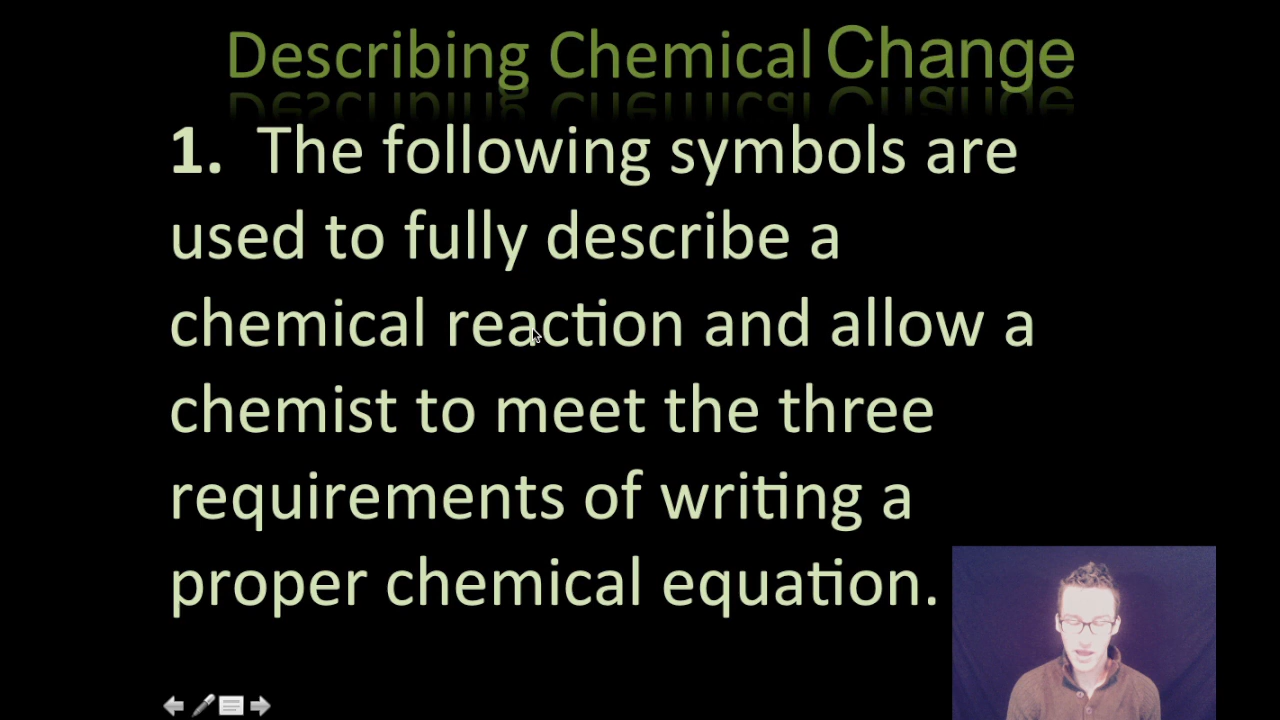 Describing Chemical Change
1. The following symbols are
used to fully describe a
chemical reaction and allow a
chemist to meet the three
requirements of writing a
proper chemical equation.